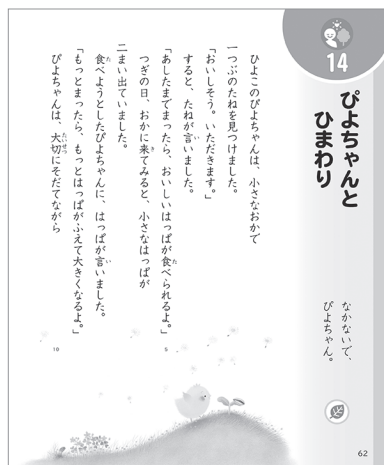 14
ぴよちゃんと
ひまわり
なかないで、
ぴよちゃん。
ひよこのぴよちゃんは、小さなおかで
一つぶのたねを見つけました。
「おいしそう。いただきます。」
すると、たねが言いました。
「あしたまでまったら、おいしいはっぱが食べられるよ。」
つぎの日、おかに来てみると、小さなはっぱが
二まい出ていました。
食べようとしたぴよちゃんに、はっぱが言いました。
「もっとまったら、もっとはっぱがふえて大きくなるよ。」
ぴよちゃんは、大切にそだてながら
5
10
62